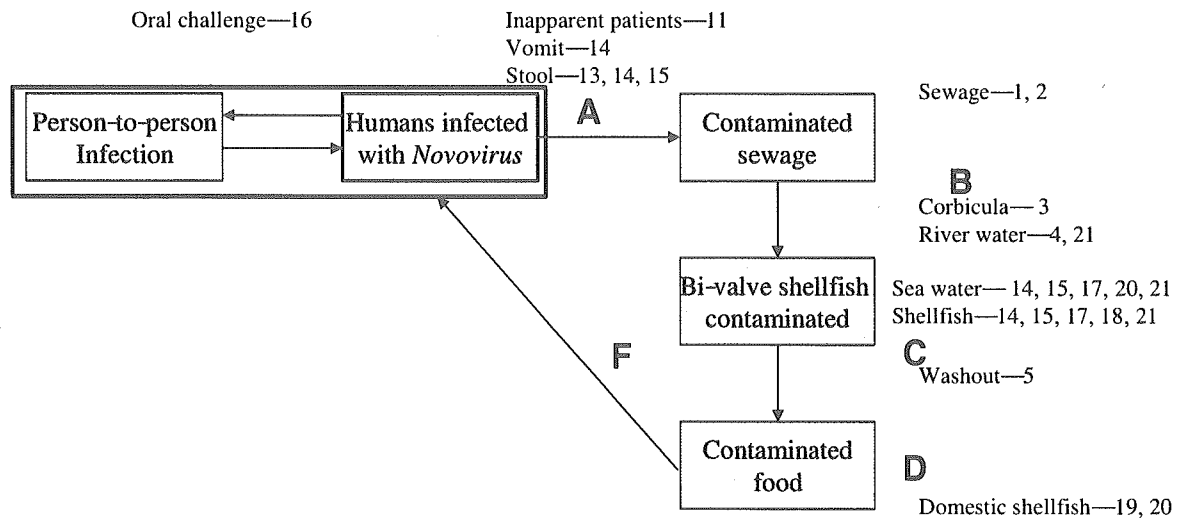 Oral challenge—16
Inapparent patients—11
Vomit—14
Stool—13, 14, 15
Person-to-person
Infection
Humans infected
with Novovirus
A
Contaminated
sewage
Sewage—1, 2
B
Corbicula—3
River water—4, 21
Bi-valve shellfish
contaminated
Sea water—14, 15, 17, 20, 21
Shellfish—14, 15, 17, 18, 21
C
Washout—5
F
Contaminated
food
D
Domestic shellfish—19, 20